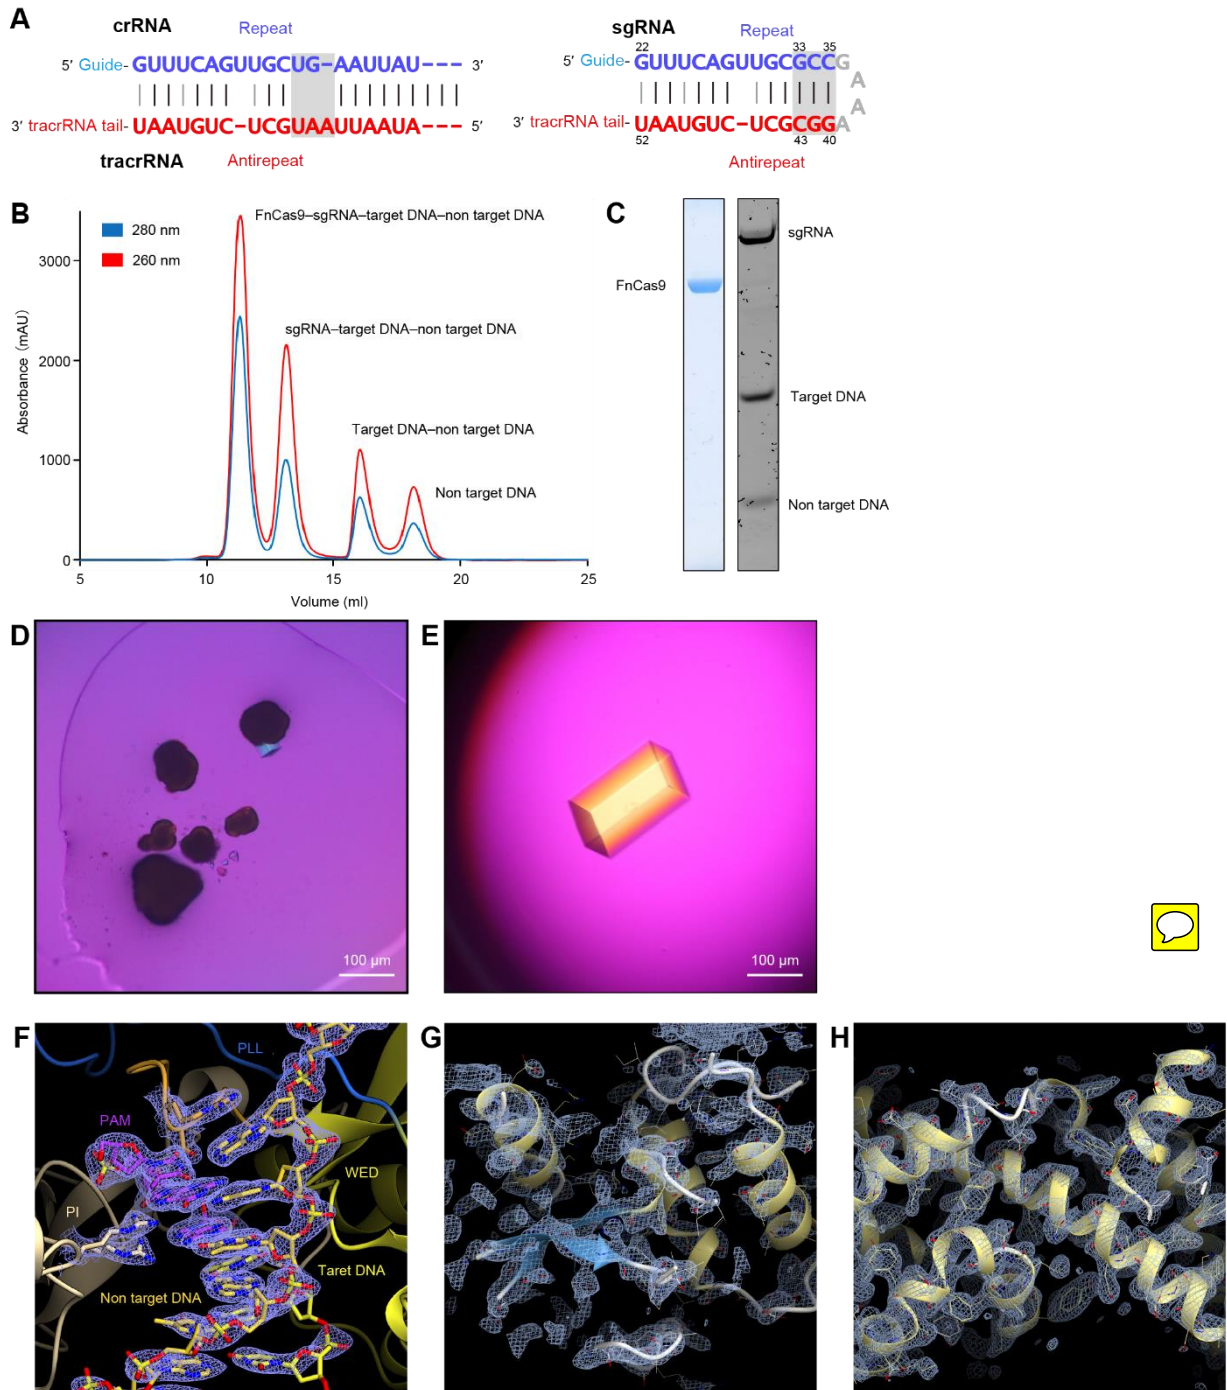 A
crRNA
Repeat
5′ Guide- GUUUCAGUUGCUG-AAUUAU--- 3′
3′ tracrRNA tail- UAAUGUC-UCGUAAUUAAUA--- 5′
tracrRNA
Antirepeat
sgRNA
Repeat
22 33 35
5′ Guide- GUUUCAGUUGCGCCG
A
A
3′ tracrRNA tail- UAAUGUC-UCGCGGA
52 43 40
Antirepeat
B
280 nm
260 nm
FnCas9–sgRNA–target DNA–non target DNA
sgRNA–target DNA–non target DNA
Target DNA–non target DNA
Non target DNA
Absorbance (mAU)
3000
2000
1000
0
5 10 15 20 25
Volume (ml)
C
FnCas9
sgRNA
Target DNA
Non target DNA
D
100 µm
E
100 µm
F
PLL
PAM
WED
PI
Taret DNA
Non target DNA
G
H